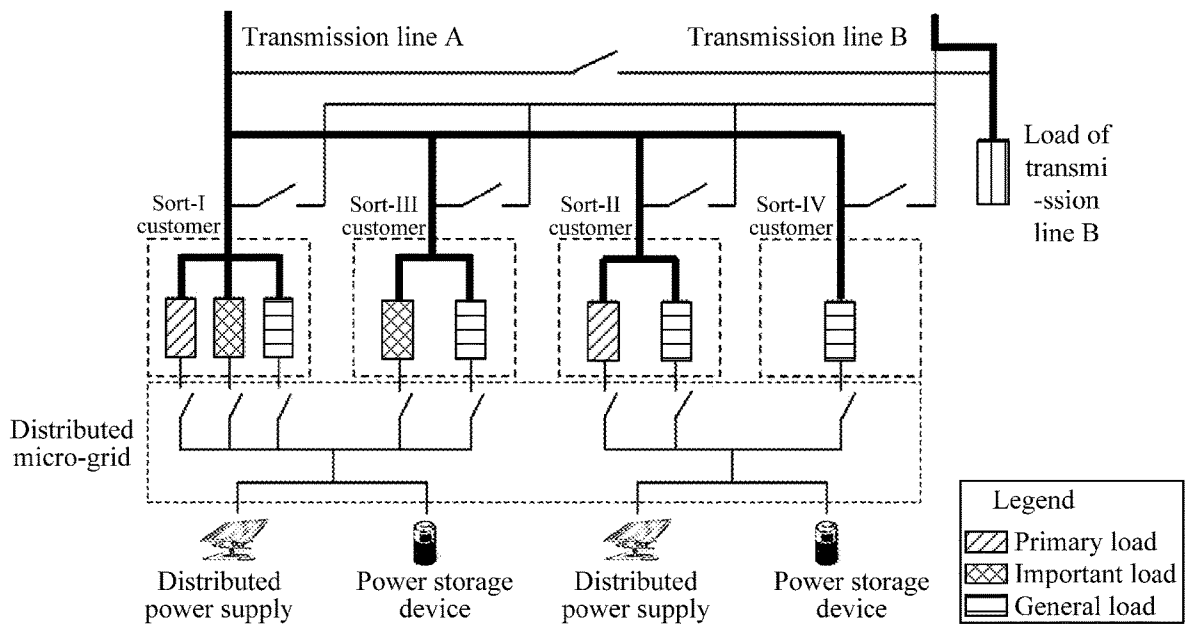 Transmission line A
Transmission line B
Load of
transmi
-ssion
line B
Sort-I
customer
Sort-III
customer
Sort-II
customer
Sort-IV
customer
Distributed
micro-grid
Distributed
power supply
Power storage
device
Distributed
power supply
Power storage
device
Legend
Primary load
Important load
General load